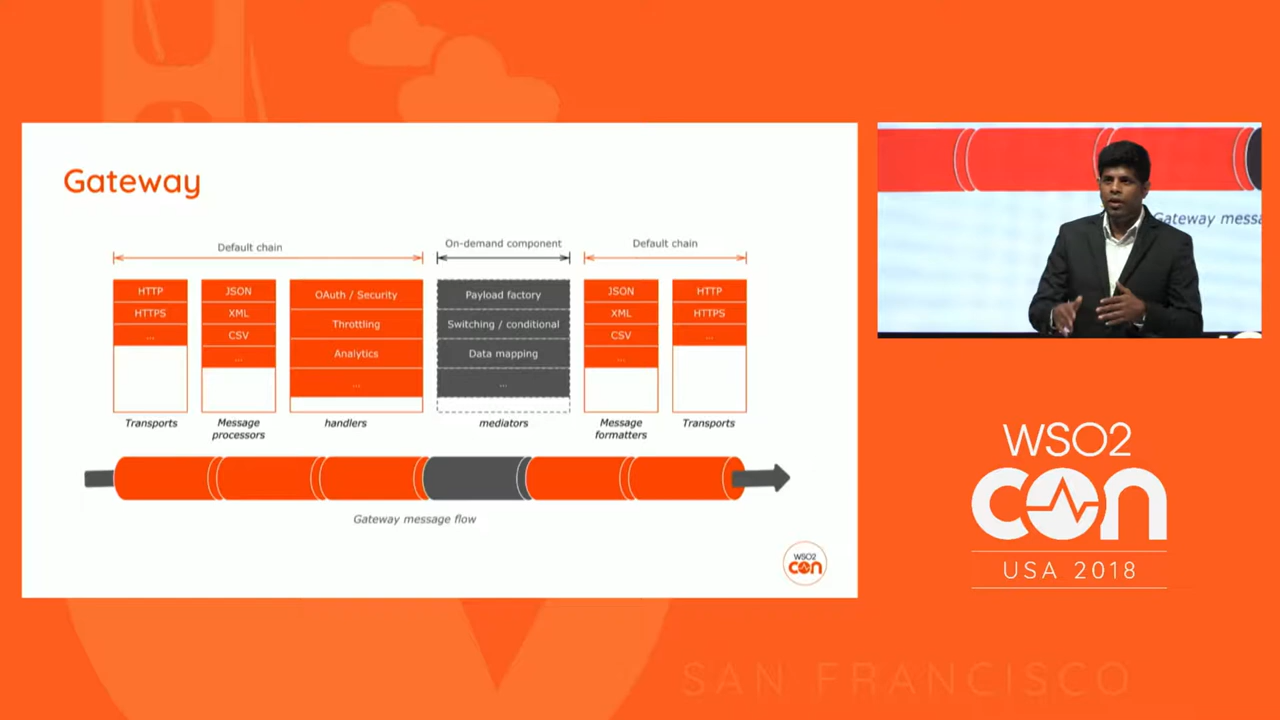 Gateway
Default chain
On-demand component
Default chain
HTTP
HTTPS
...
Transports
JSON
XML
CSV
...
Message
processors
OAuth / Security
Throttling
Analytics
...
handlers
Payload factory
Switching / conditional
Data mapping
...
mediators
JSON
XML
CSV
...
Message
formatters
HTTP
HTTPS
...
Transports
Gateway message flow
WSO2
con
Gateway messa
WSO2
con
USA 2018
SAN FRANCISCO